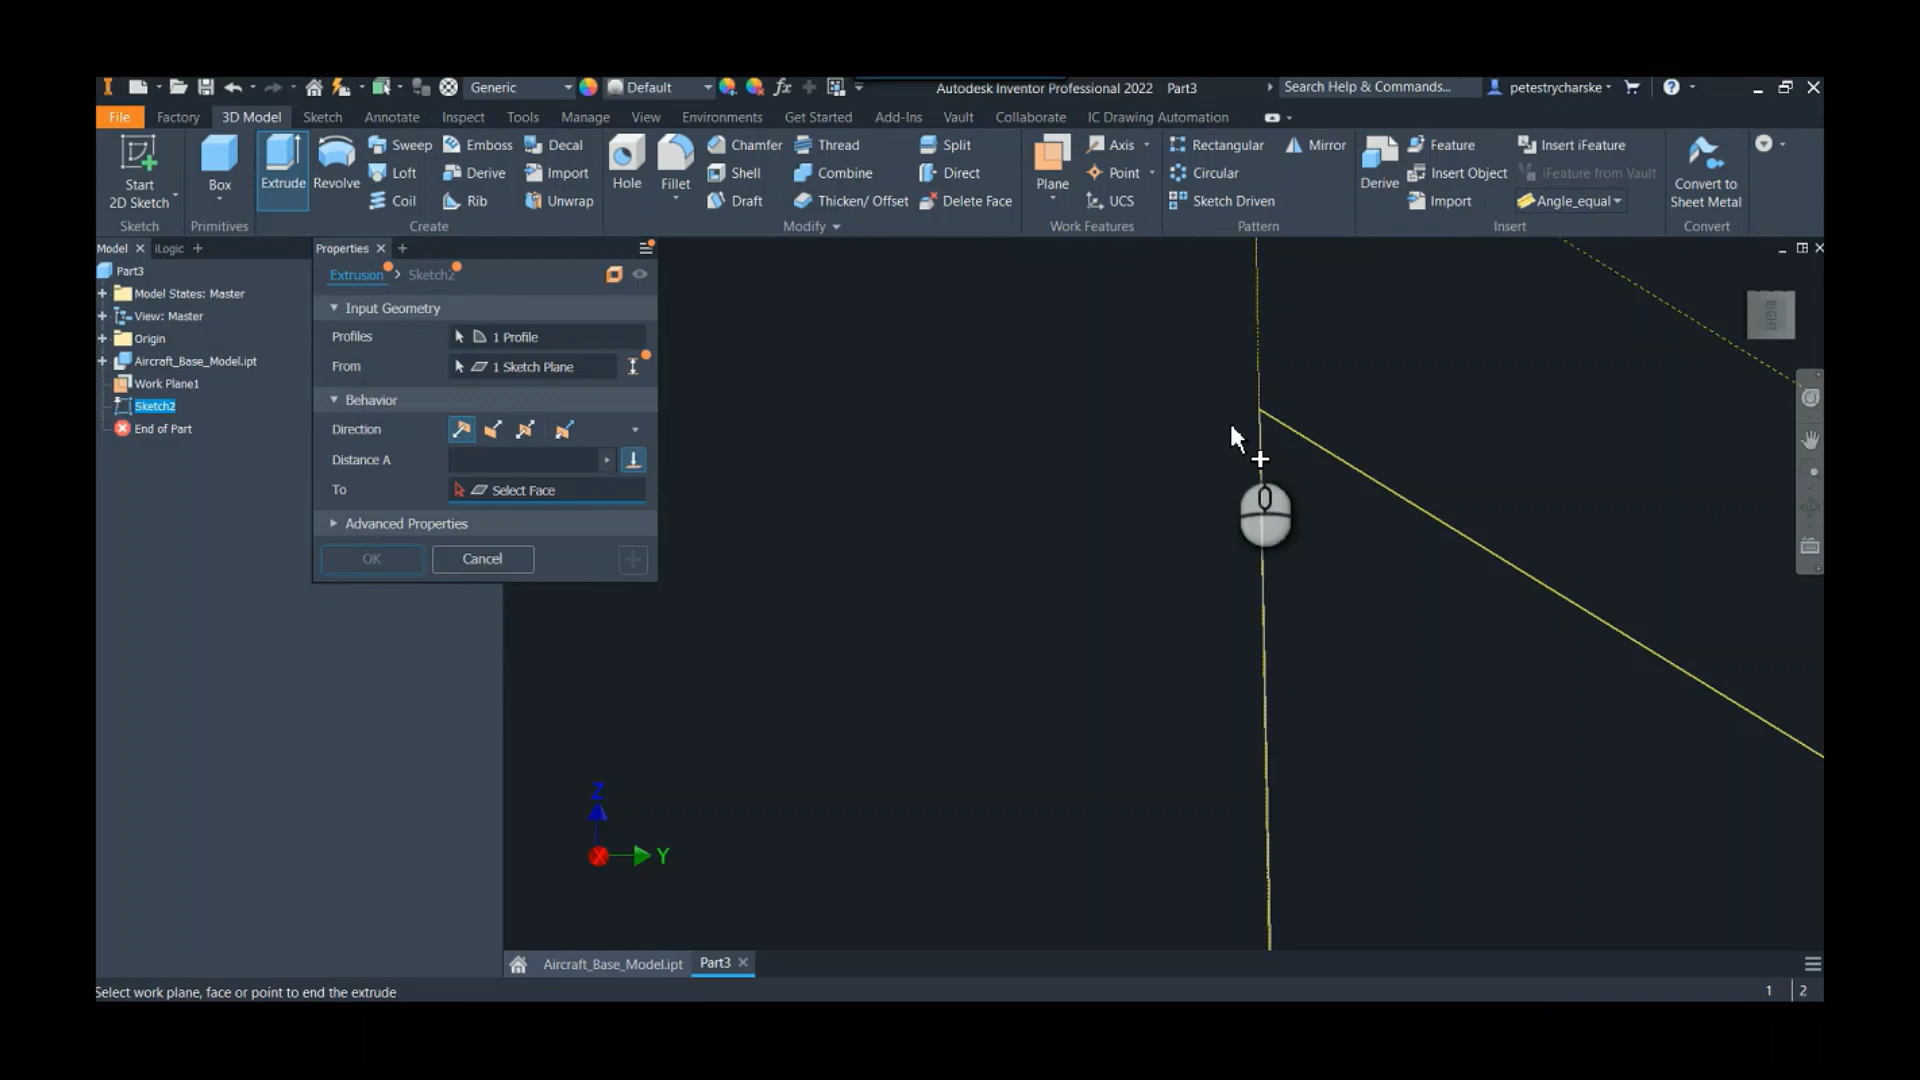 Generic
Default
fx
Autodesk Inventor Professional 2022 Part3
Search Help & Commands...
petestrycharske
File Factory 3D Model Sketch Annotate Inspect Tools Manage View Environments Get Started Add-Ins Vault Collaborate IC Drawing Automation
Start
2D Sketch
Sketch
Box
Primitives
Extrude
Revolve
Sweep
Loft
Coil
Emboss
Derive
Rib
Decal
Import
Unwrap
Create
Hole
Fillet
Chamfer
Shell
Draft
Thread
Combine
Thicken/ Offset
Split
Direct
Delete Face
Modify
Plane
Axis
Point
UCS
Work Features
Rectangular
Circular
Sketch Driven
Mirror
Pattern
Derive
Feature
Insert Object
Import
Insert iFeature
iFeature from Vault
Angle_equal
Insert
Convert to
Sheet Metal
Convert
Model iLogic
Part3
Model States: Master
View: Master
Origin
Aircraft_Base_Model.ipt
Work Plane1
Sketch2
End of Part
Properties
Extrusion > Sketch2
Input Geometry
Profiles 1 Profile
From 1 Sketch Plane
Behavior
Direction
Distance A
To Select Face
Advanced Properties
OK Cancel
RIGHT
Z
X
Y
Aircraft_Base_Model.ipt Part3
Select work plane, face or point to end the extrude
1 2